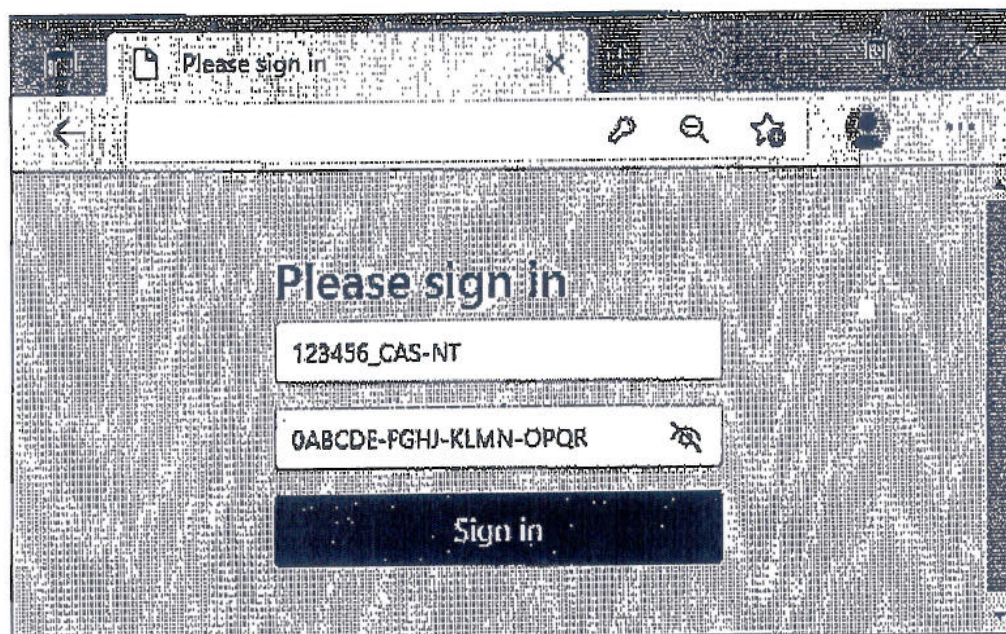 Please sign in
Please sign in
123456_CAS-NT
0ABCDE-FGHJ-KLMN-OPQR
Sign in